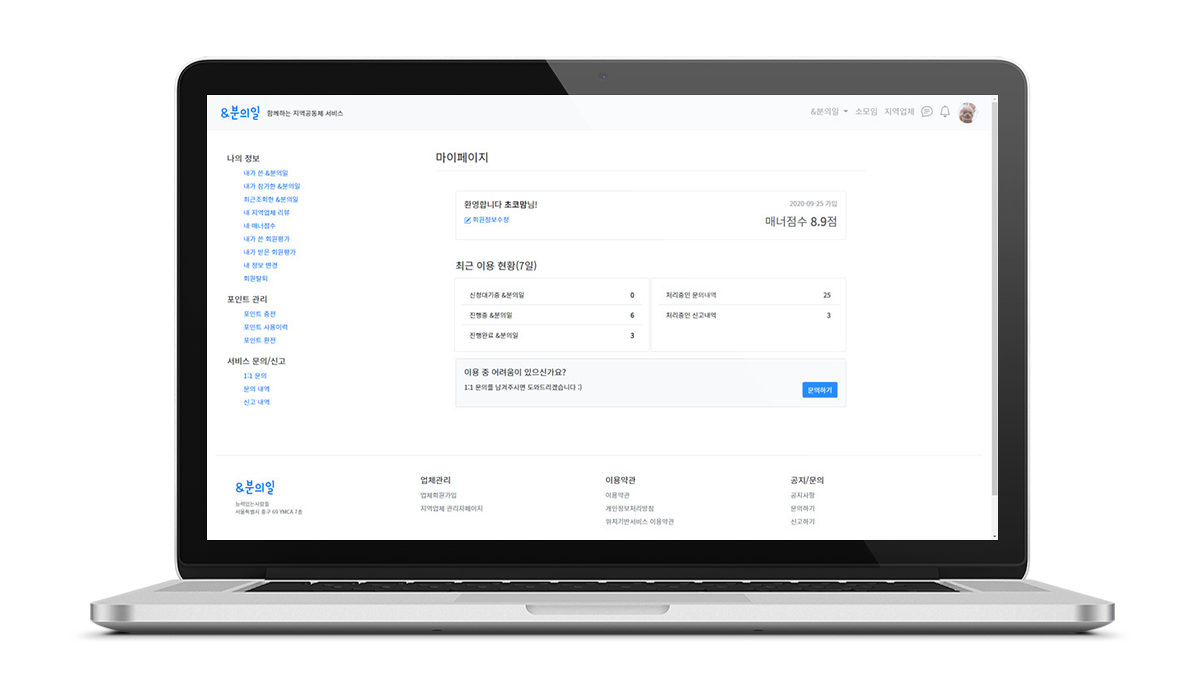 &분의일 함께하는 지역공동체 서비스
&분의일 소모임 지역업체
나의 정보
내가 쓴 &분의일
내가 참가한 &분의일
최근조회한 &분의일
내 지역업체 리뷰
내 매너점수
내가 쓴 회원평가
내가 받은 회원평가
내 정보 변경
회원탈퇴
포인트 관리
포인트 충전
포인트 사용이력
포인트 환전
서비스 문의/신고
1:1 문의
문의 내역
신고 내역
마이페이지
환영합니다 초코맘님!
2020-09-25 가입
회원정보수정
매너점수 8.9점
최근 이용 현황(7일)
신청대기중 &분의일 0
진행중 &분의일 6
진행완료 &분의일 3
처리중인 문의내역 25
처리중인 신고내역 3
이용 중 어려움이 있으신가요?
1:1 문의를 남겨주시면 도와드리겠습니다 :)
문의하기
&분의일
능력있는사람들
서울특별시 중구 69 YMCA 7층
업체관리
업체회원가입
지역업체 관리자페이지
이용약관
이용약관
개인정보처리방침
위치기반서비스 이용약관
공지/문의
공지사항
문의하기
신고하기